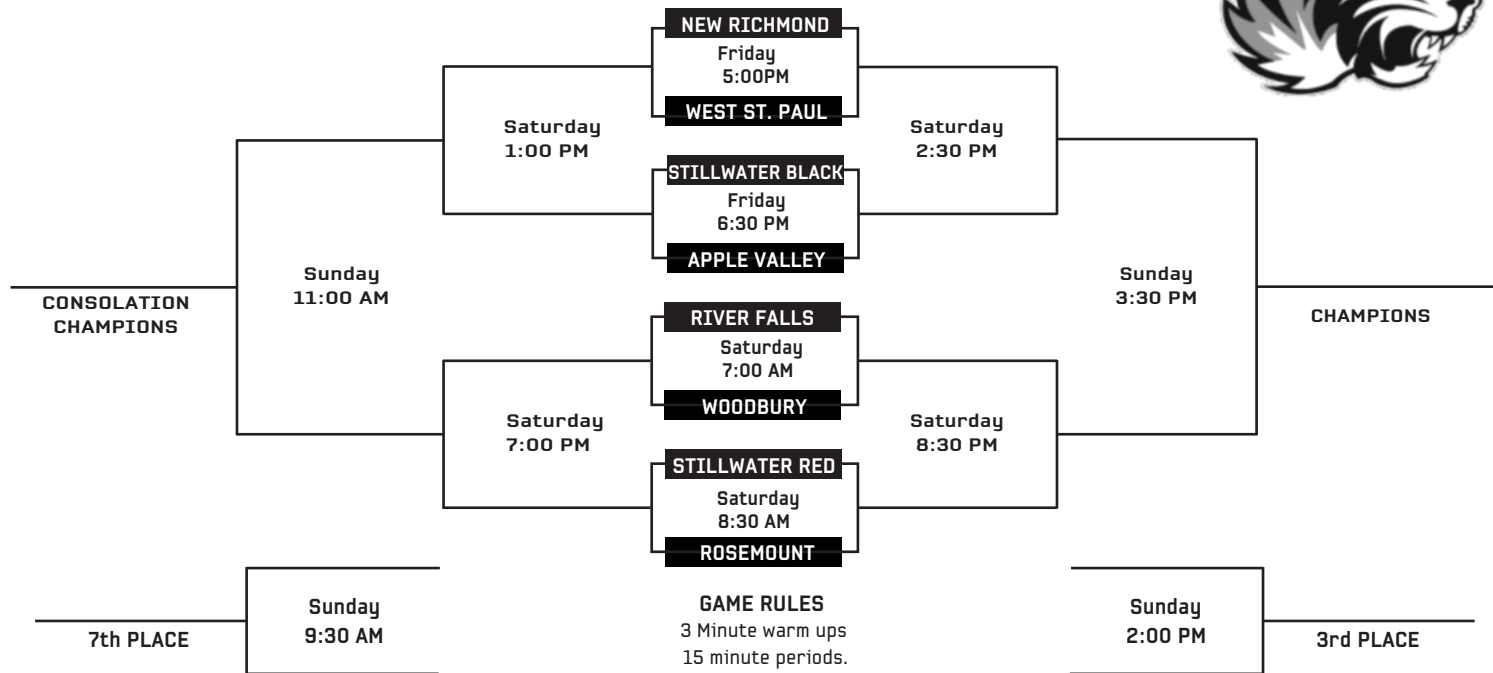 NEW RICHMOND
Friday
5:00PM
WEST ST. PAUL
Saturday
1:00 PM
Saturday
2:30 PM
STILLWATER BLACK
Friday
6:30 PM
APPLE VALLEY
Sunday
11:00 AM
Sunday
3:30 PM
CONSOLATION
CHAMPIONS
CHAMPIONS
RIVER FALLS
Saturday
7:00 AM
WOODBURY
Saturday
7:00 PM
Saturday
8:30 PM
STILLWATER RED
Saturday
8:30 AM
ROSEMOUNT
Sunday
9:30 AM
7th PLACE
GAME RULES
3 Minute warm ups
15 minute periods.
Sunday
2:00 PM
3rd PLACE